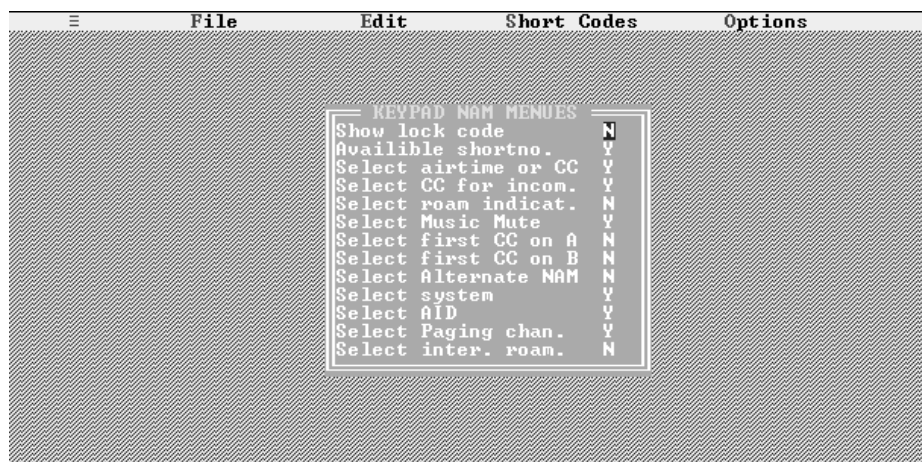 ≡ File Edit Short Codes Options
KEYPAD NAM MENUES
Show lock code N
Availible shortno. Y
Select airtime or CC Y
Select CC for incom. Y
Select roam indicat. N
Select Music Mute Y
Select first CC on A N
Select first CC on B N
Select Alternate NAM N
Select system Y
Select AID Y
Select Paging chan. Y
Select inter. roam. N